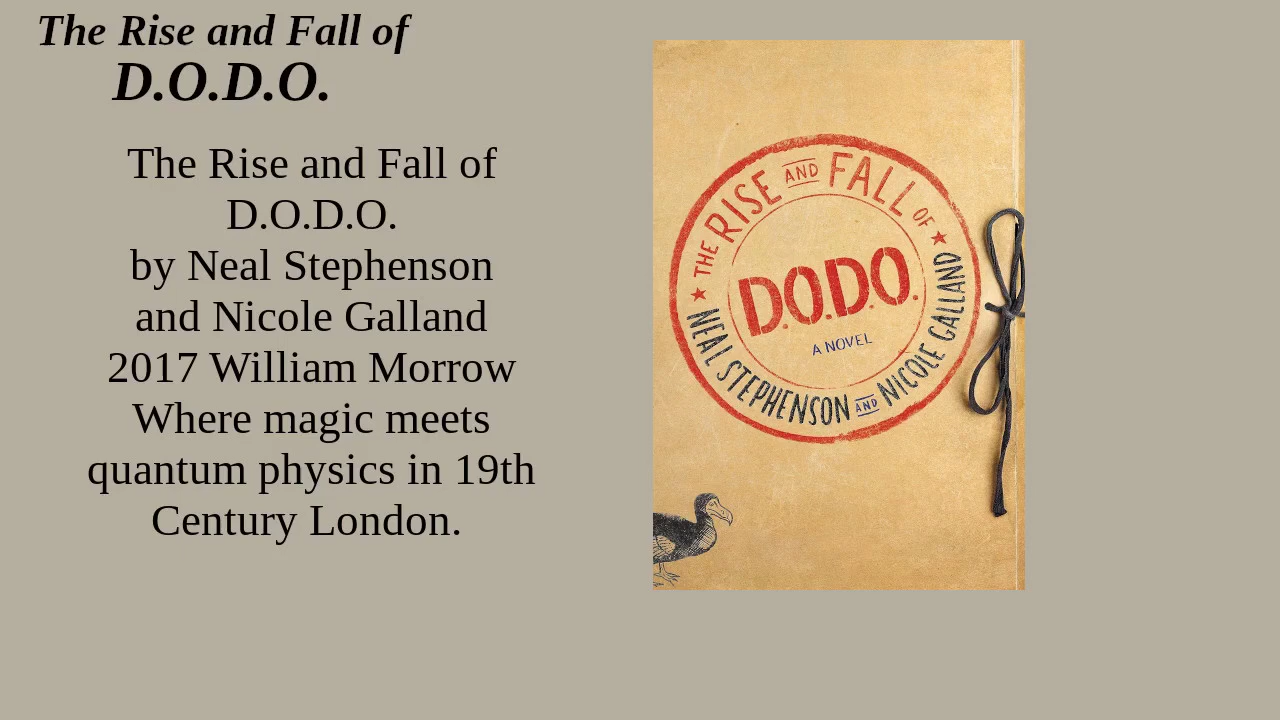 The Rise and Fall of
D.O.D.O.
The Rise and Fall of
D.O.D.O.
by Neal Stephenson
and Nicole Galland
2017 William Morrow
Where magic meets
quantum physics in 19th
Century London.
THE RISE AND FALL OF
D.O.D.O.
A NOVEL
NEAL STEPHENSON AND NICOLE GALLAND